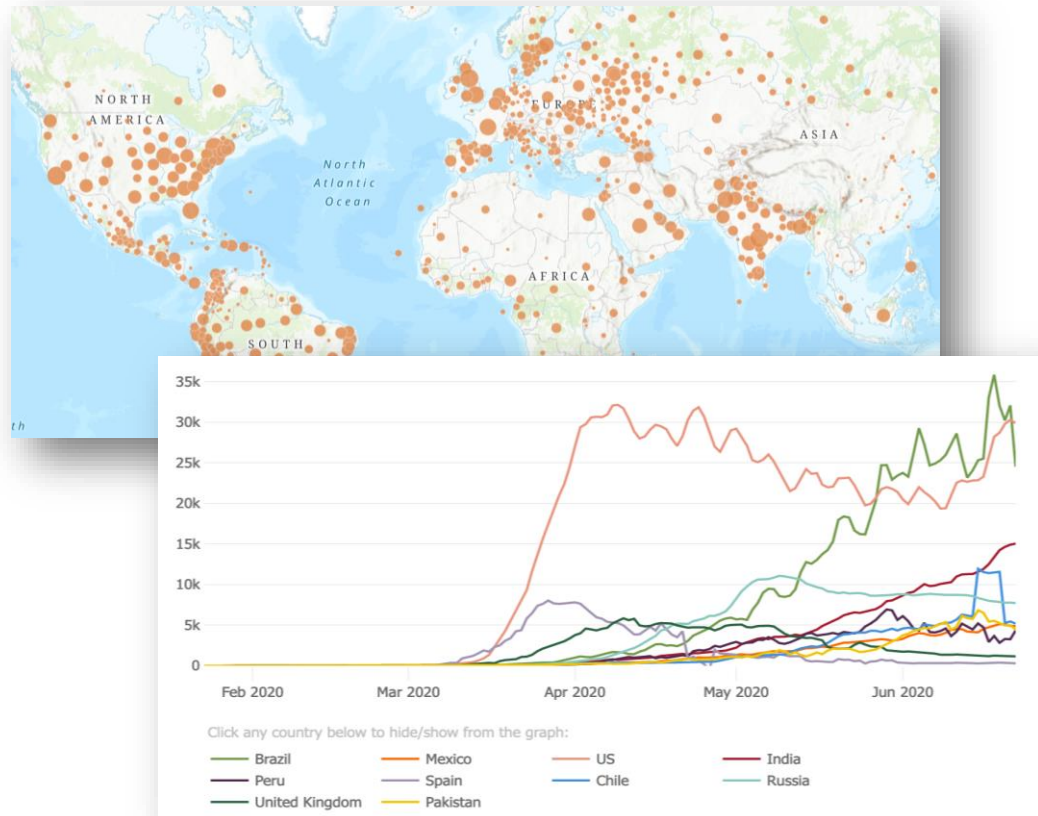 NORTH
AMERICA
EUROPE
ASIA
North
Atlantic
Ocean
AFRICA
SOUTH
th
35k
30k
25k
20k
15k
10k
5k
0
Feb 2020
Mar 2020
Apr 2020
May 2020
Jun 2020
Click any country below to hide/show from the graph:
Brazil Mexico US India
Peru Spain Chile Russia
United Kingdom Pakistan